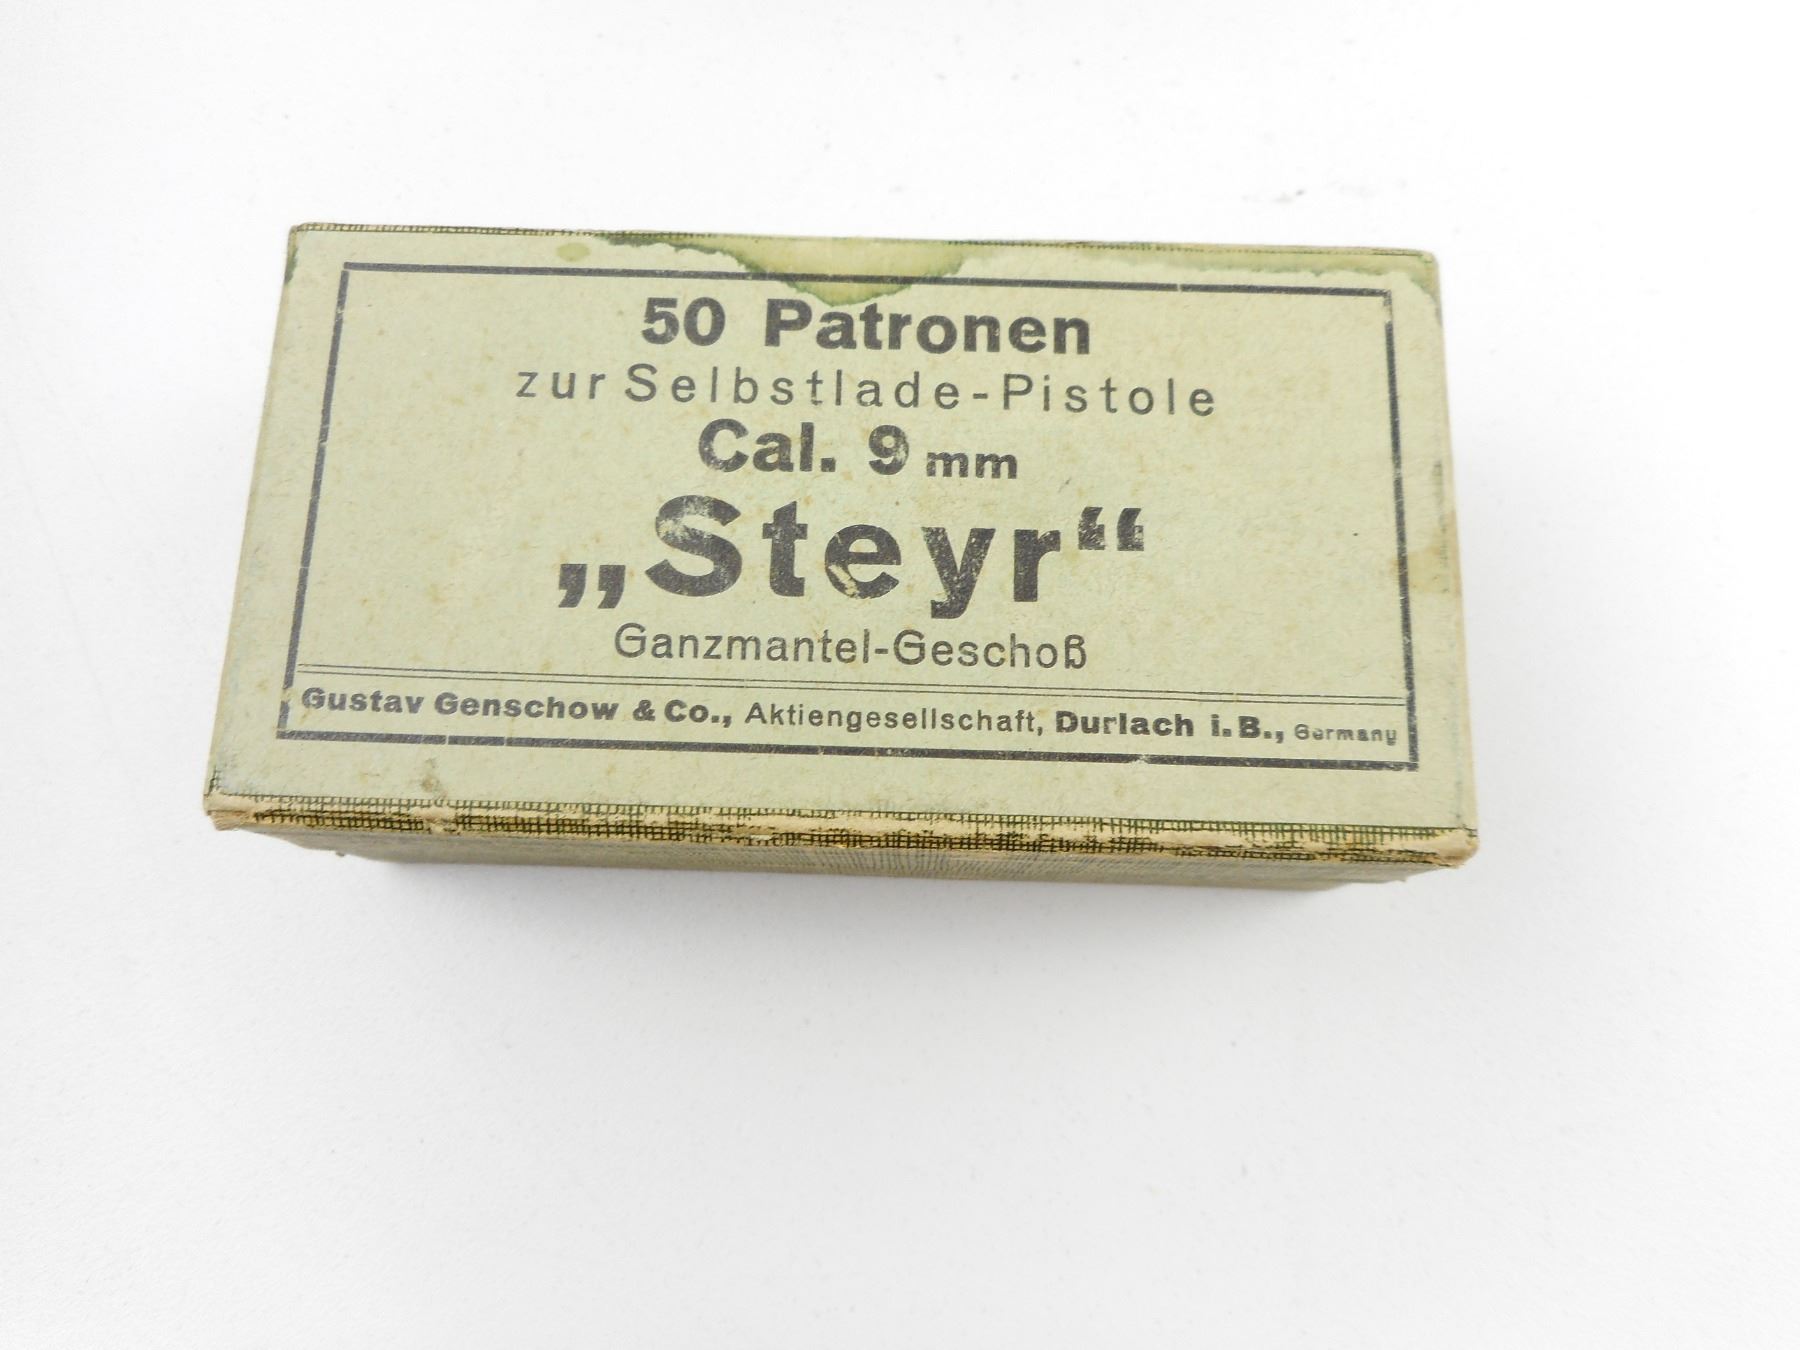 50 Patronen
zur Selbstlade-Pistole
Cal. 9 mm
„Steyr“
Ganzmantel-Geschoß
Gustav Genschow & Co., Aktiengesellschaft, Durlach i. B., Germany